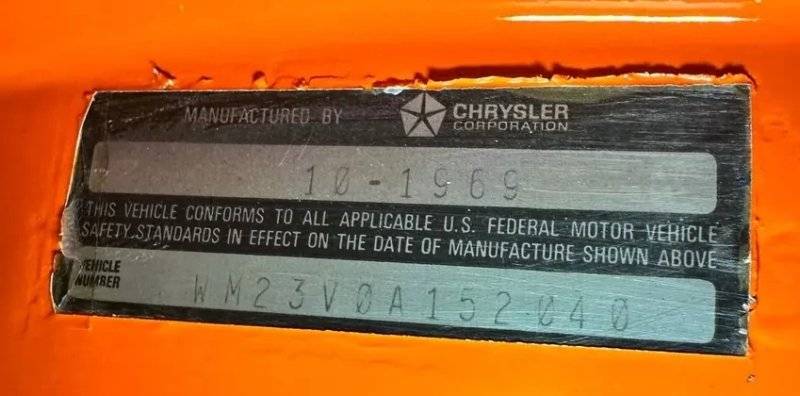 MANUFACTURED BY CHRYSLER CORPORATION
10-1969
THIS VEHICLE CONFORMS TO ALL APPLICABLE U.S. FEDERAL MOTOR VEHICLE
SAFETY STANDARDS IN EFFECT ON THE DATE OF MANUFACTURE SHOWN ABOVE
VEHICLE NUMBER
WM23V0A152040